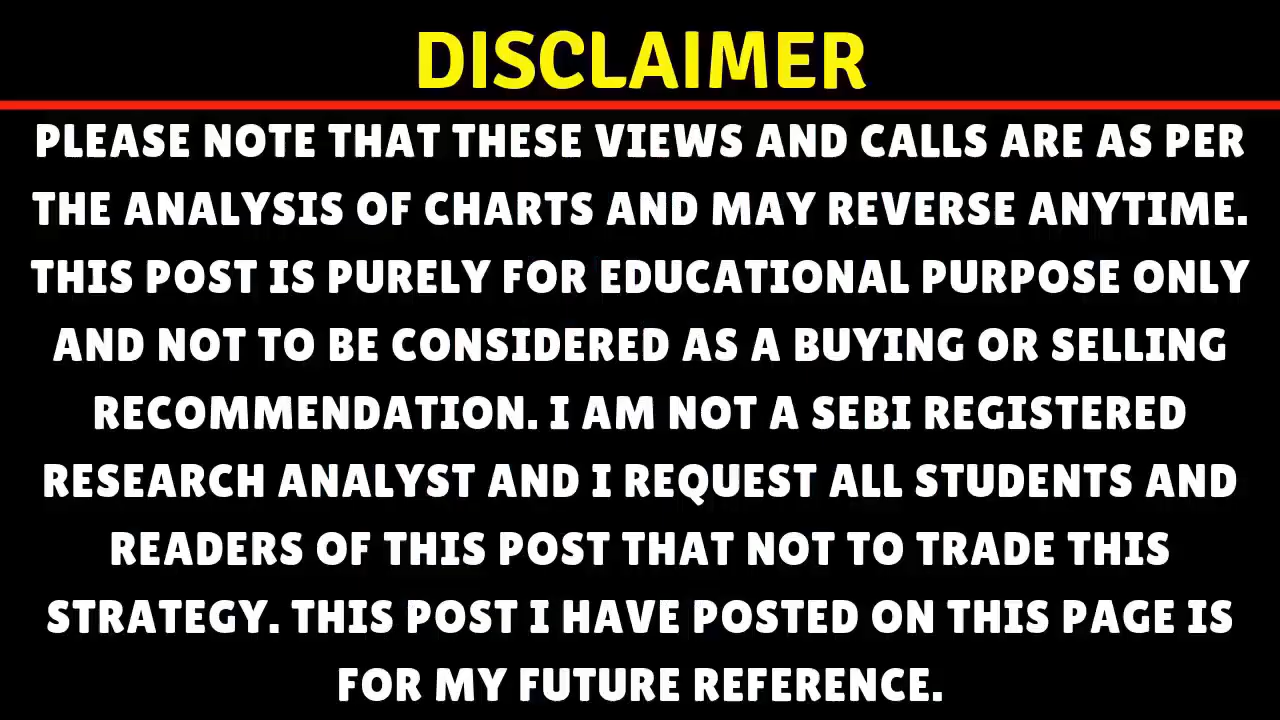 DISCLAIMER
PLEASE NOTE THAT THESE VIEWS AND CALLS ARE AS PER
THE ANALYSIS OF CHARTS AND MAY REVERSE ANYTIME.
THIS POST IS PURELY FOR EDUCATIONAL PURPOSE ONLY
AND NOT TO BE CONSIDERED AS A BUYING OR SELLING
RECOMMENDATION. I AM NOT A SEBI REGISTERED
RESEARCH ANALYST AND I REQUEST ALL STUDENTS AND
READERS OF THIS POST THAT NOT TO TRADE THIS
STRATEGY. THIS POST I HAVE POSTED ON THIS PAGE IS
FOR MY FUTURE REFERENCE.